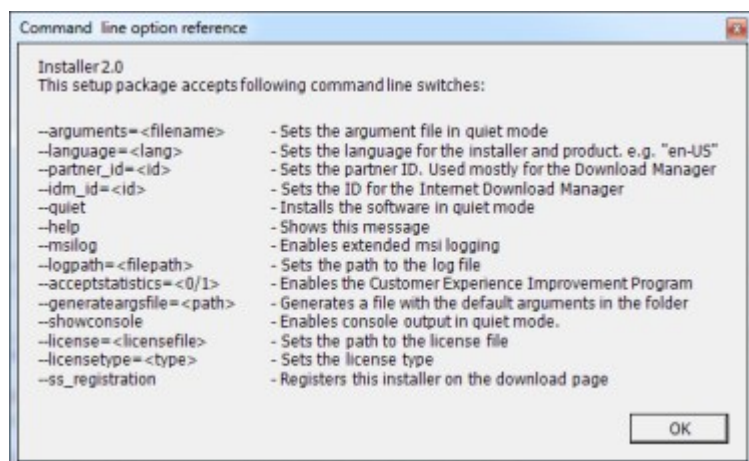 Command line option reference
Installer2.0
This setup package accepts following command line switches:
--arguments=<filename> - Sets the argument file in quiet mode
--language=<lang> - Sets the language for the installer and product. e.g. "en-US"
--partner_id=<id> - Sets the partner ID. Used mostly for the Download Manager
--idm_id=<id> - Sets the ID for the Internet Download Manager
--quiet - Installs the software in quiet mode
--help - Shows this message
--msilog - Enables extended msi logging
--logpath=<filepath> - Sets the path to the log file
--acceptstatistics=<0/1> - Enables the Customer Experience Improvement Program
--generateargsfile=<path> - Generates a file with the default arguments in the folder
--showconsole - Enables console output in quiet mode.
--license=<licensefile> - Sets the path to the license file
--licensetype=<type> - Sets the license type
--ss_registration - Registers this installer on the download page
OK